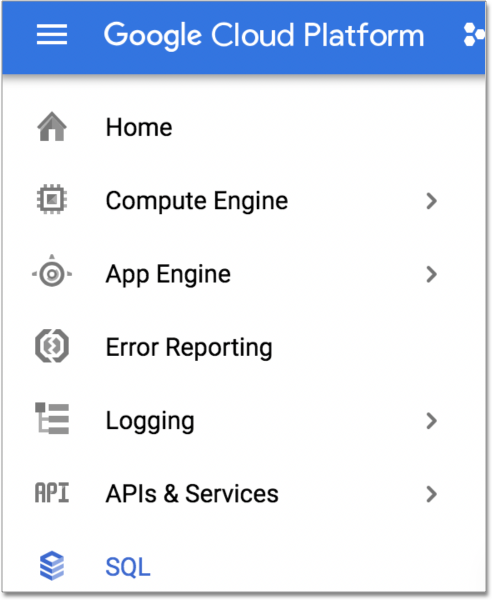 Google Cloud Platform
Home
Compute Engine
App Engine
Error Reporting
Logging
API APIs & Services
SQL